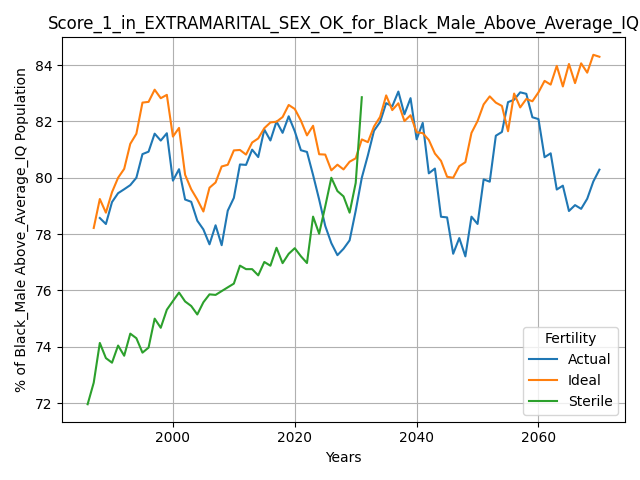 Score_1_in_EXTRAMARITAL_SEX_OK_for_Black_Male_Above_Average_IQ
% of Black_Male Above_Average_IQ Population
84
82
80
78
76
74
72
2000
2020
2040
2060
Years
Fertility
Actual
Ideal
Sterile